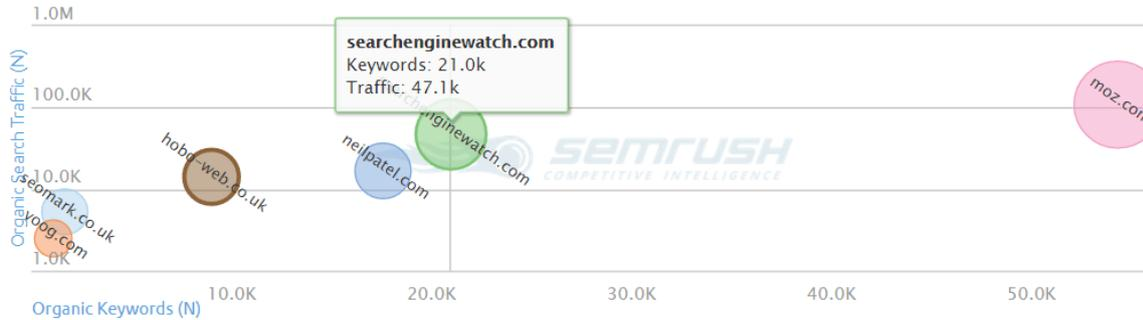 1.0M
searchenginewatch.com
Keywords: 21.0k
Traffic: 47.1k
Organic Search Traffic (N)
100.0K
moz.com
searchenginewatch.com
neilpatel.com
hobo-web.co.uk
SEMRUSH
COMPETITIVE INTELLIGENCE
10.0K
seomark.co.uk
yoog.com
1.0K
10.0K
20.0K
30.0K
40.0K
50.0K
Organic Keywords (N)